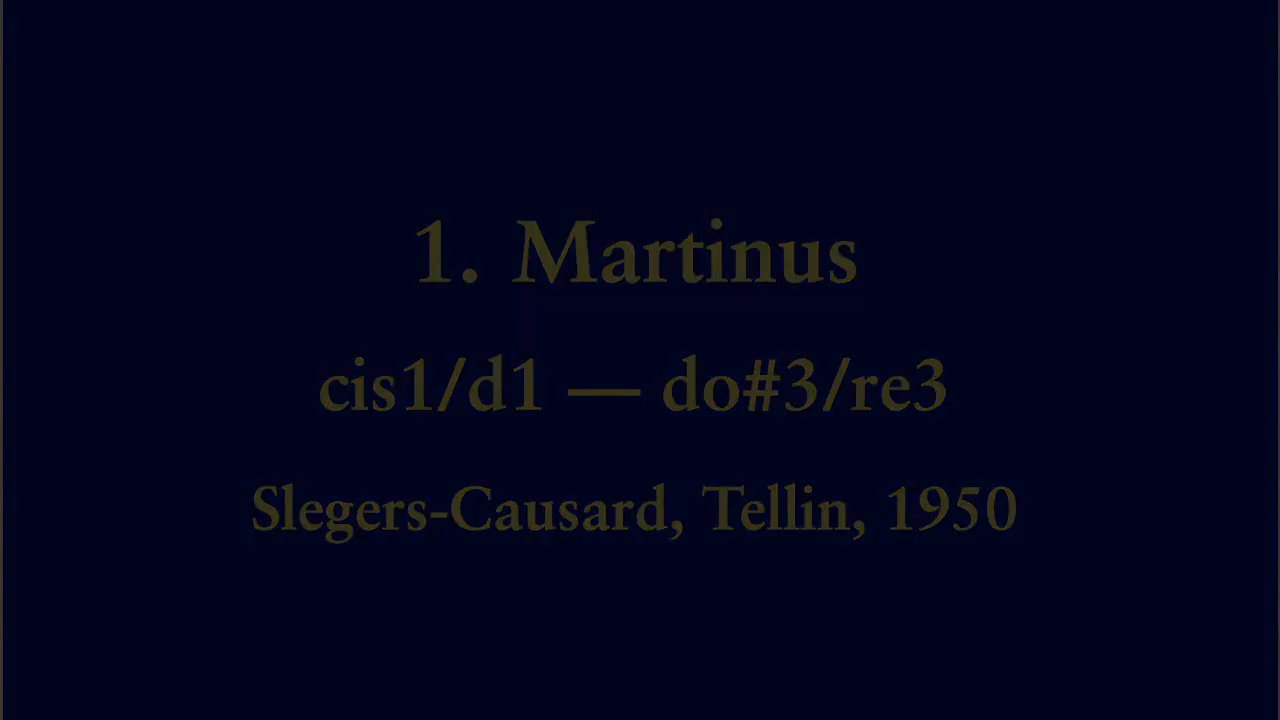 1. Martinus
cis1/d1 — do#3/re3
Slegers-Causard, Tellin, 1950